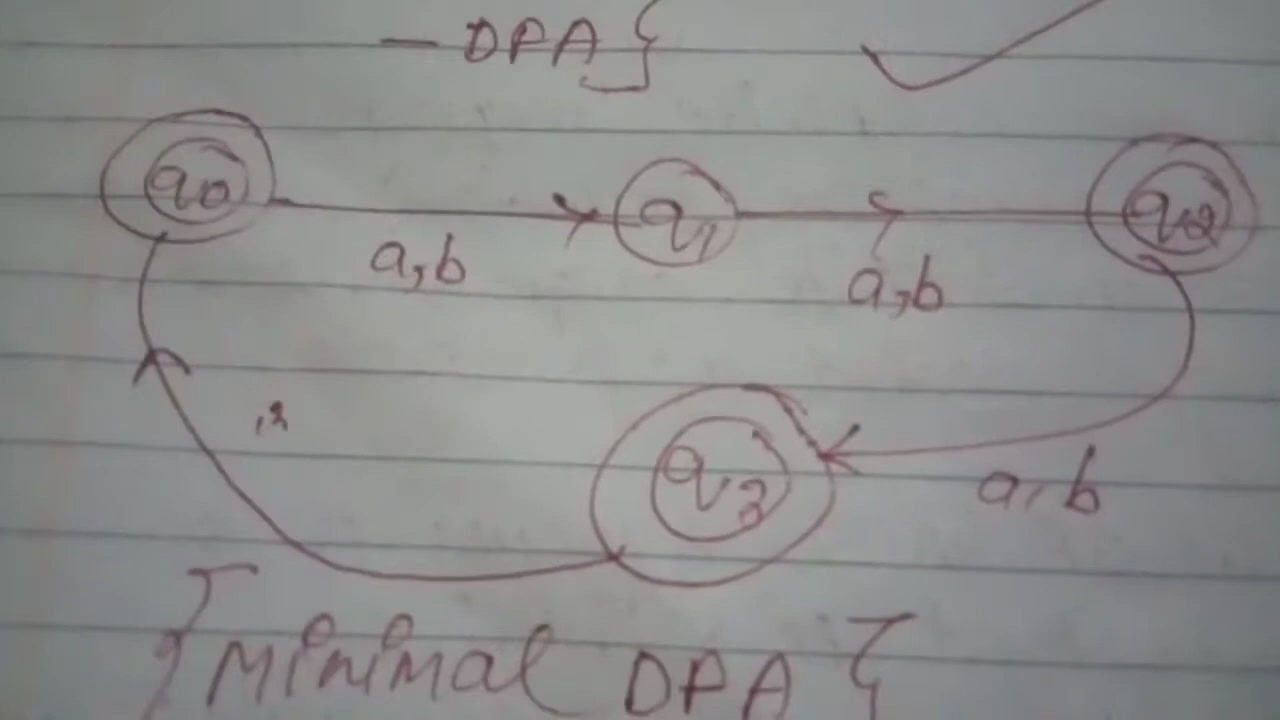 — DFA}
q0 q1 q2
a,b a,b
q3
a,b
{Minimal DFA}